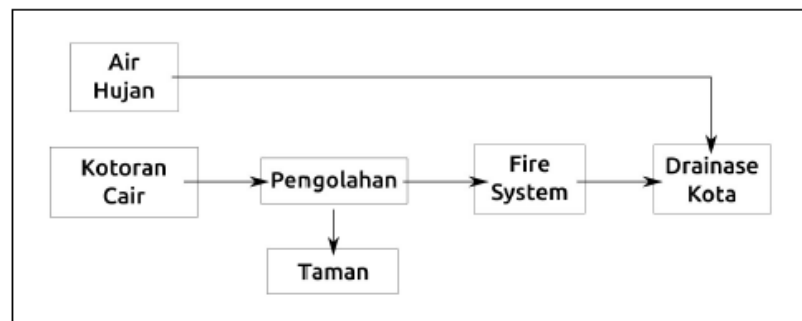 Air
Hujan
Kotoran
Cair
Pengolahan
Fire
System
Drainase
Kota
Taman